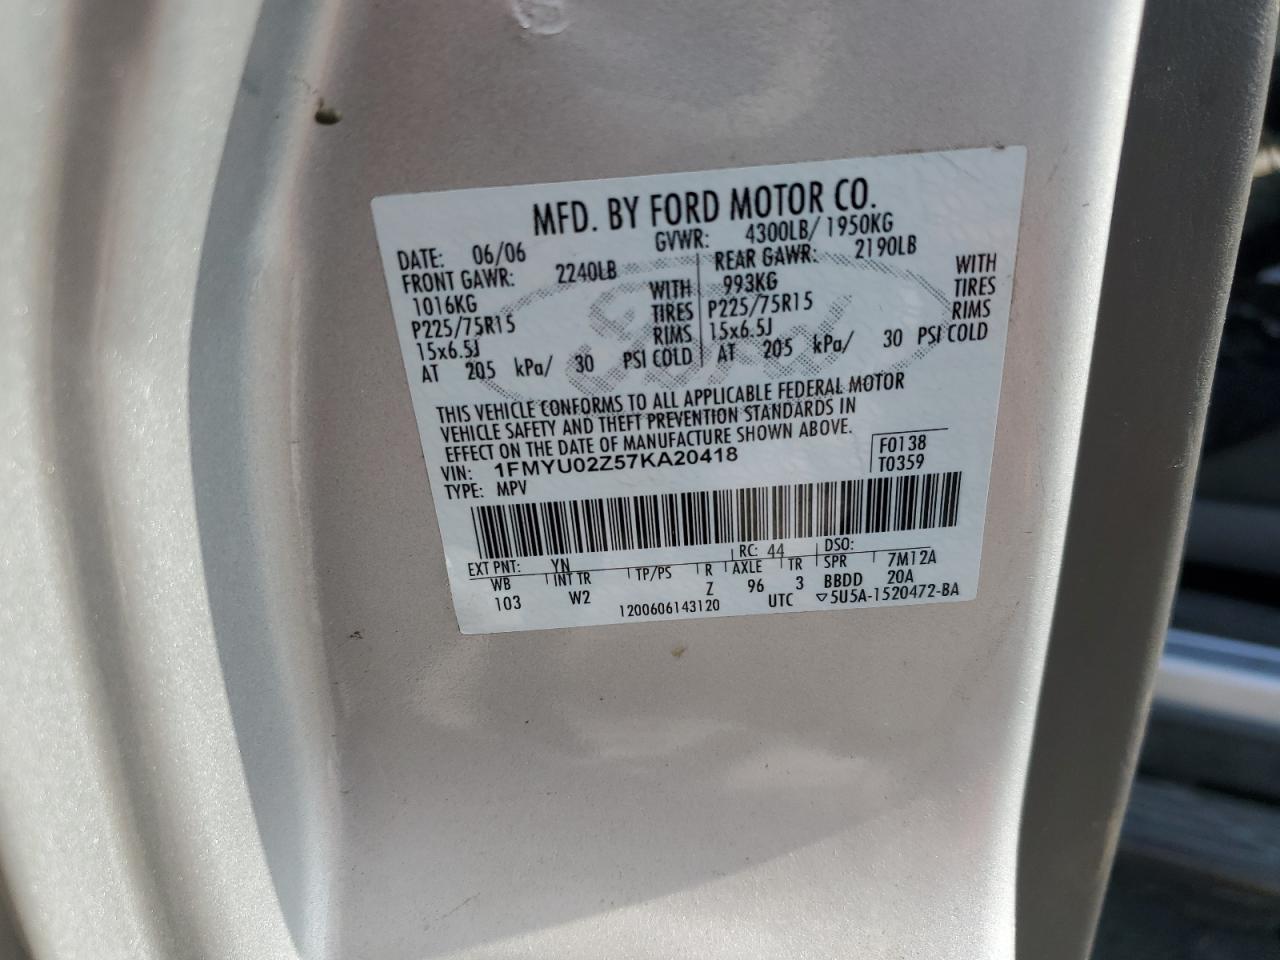 MFD. BY FORD MOTOR CO.
DATE: 06/06 GVWR: 4300LB/1950KG
FRONT GAWR: 2240LB REAR GAWR: 2190LB
1016KG WITH 993KG WITH
P225/75R15 TIRES P225/75R15 TIRES
15x6.5J RIMS 15x6.5J RIMS
AT 205 kPa/ 30 PSI COLD AT 205 kPa/ 30 PSI COLD
Ford
THIS VEHICLE CONFORMS TO ALL APPLICABLE FEDERAL MOTOR
VEHICLE SAFETY AND THEFT PREVENTION STANDARDS IN
EFFECT ON THE DATE OF MANUFACTURE SHOWN ABOVE.
VIN: 1FMYU02Z57KA20418 F0138
TYPE: MPV T0359
EXT PNT: YN RC: 44 DSO:
WB INT TR TP/PS R AXLE TR SPR 7M12A
103 W2 Z 96 3 BBDD 20A
1200606143120 UTC ▽5U5A-1520472-BA